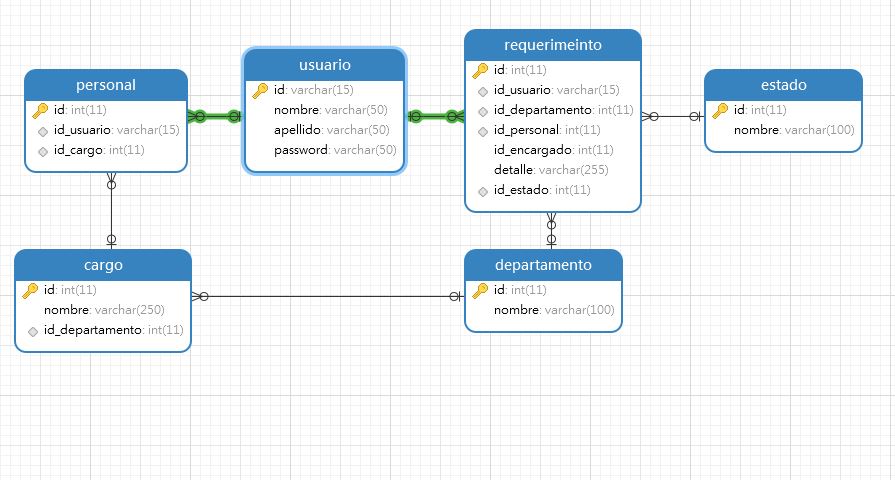 personal
id: int(11)
id_usuario: varchar(15)
id_cargo: int(11)
usuario
id: varchar(15)
nombre: varchar(50)
apellido: varchar(50)
password: varchar(50)
requerimeinto
id: int(11)
id_usuario: varchar(15)
id_departamento: int(11)
id_personal: int(11)
id_encargado: int(11)
detalle: varchar(255)
id_estado: int(11)
estado
id: int(11)
nombre: varchar(100)
cargo
id: int(11)
nombre: varchar(250)
id_departamento: int(11)
departamento
id: int(11)
nombre: varchar(100)